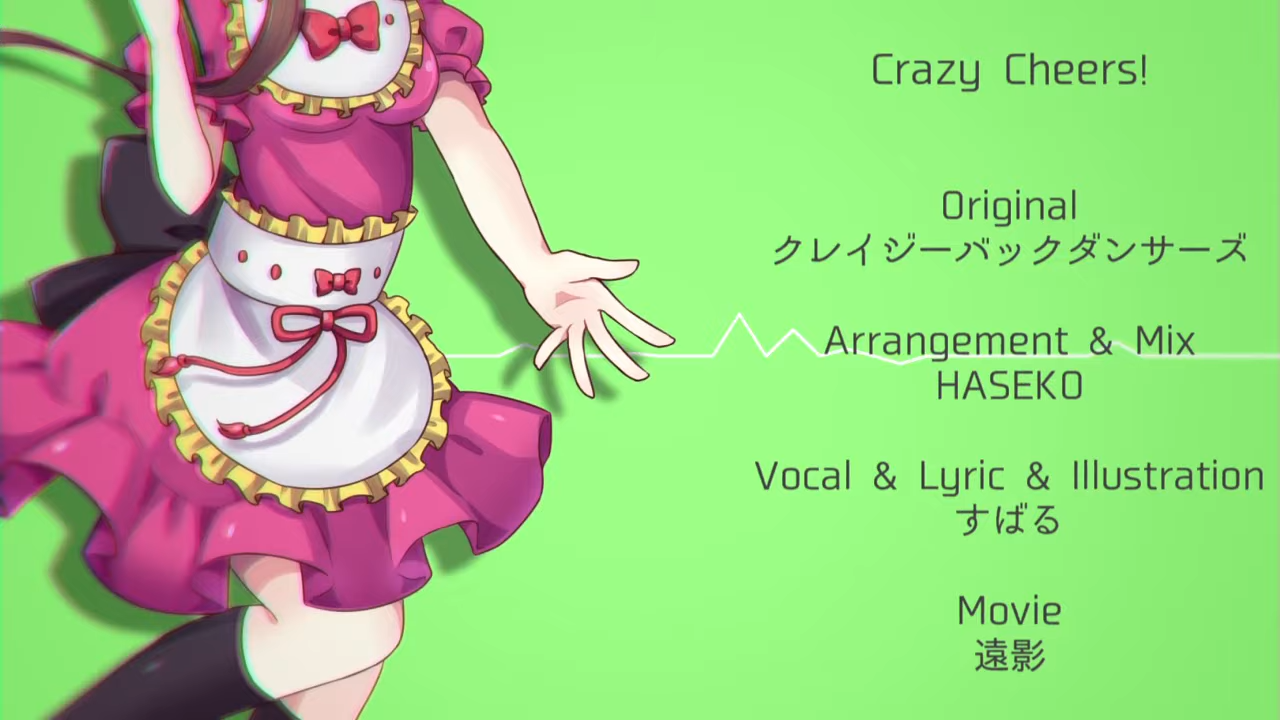 Crazy Cheers!
Original
クレイジーバックダンサーズ
Arrangement & Mix
HASEKO
Vocal & Lyric & Illustration
すばる
Movie
遠影